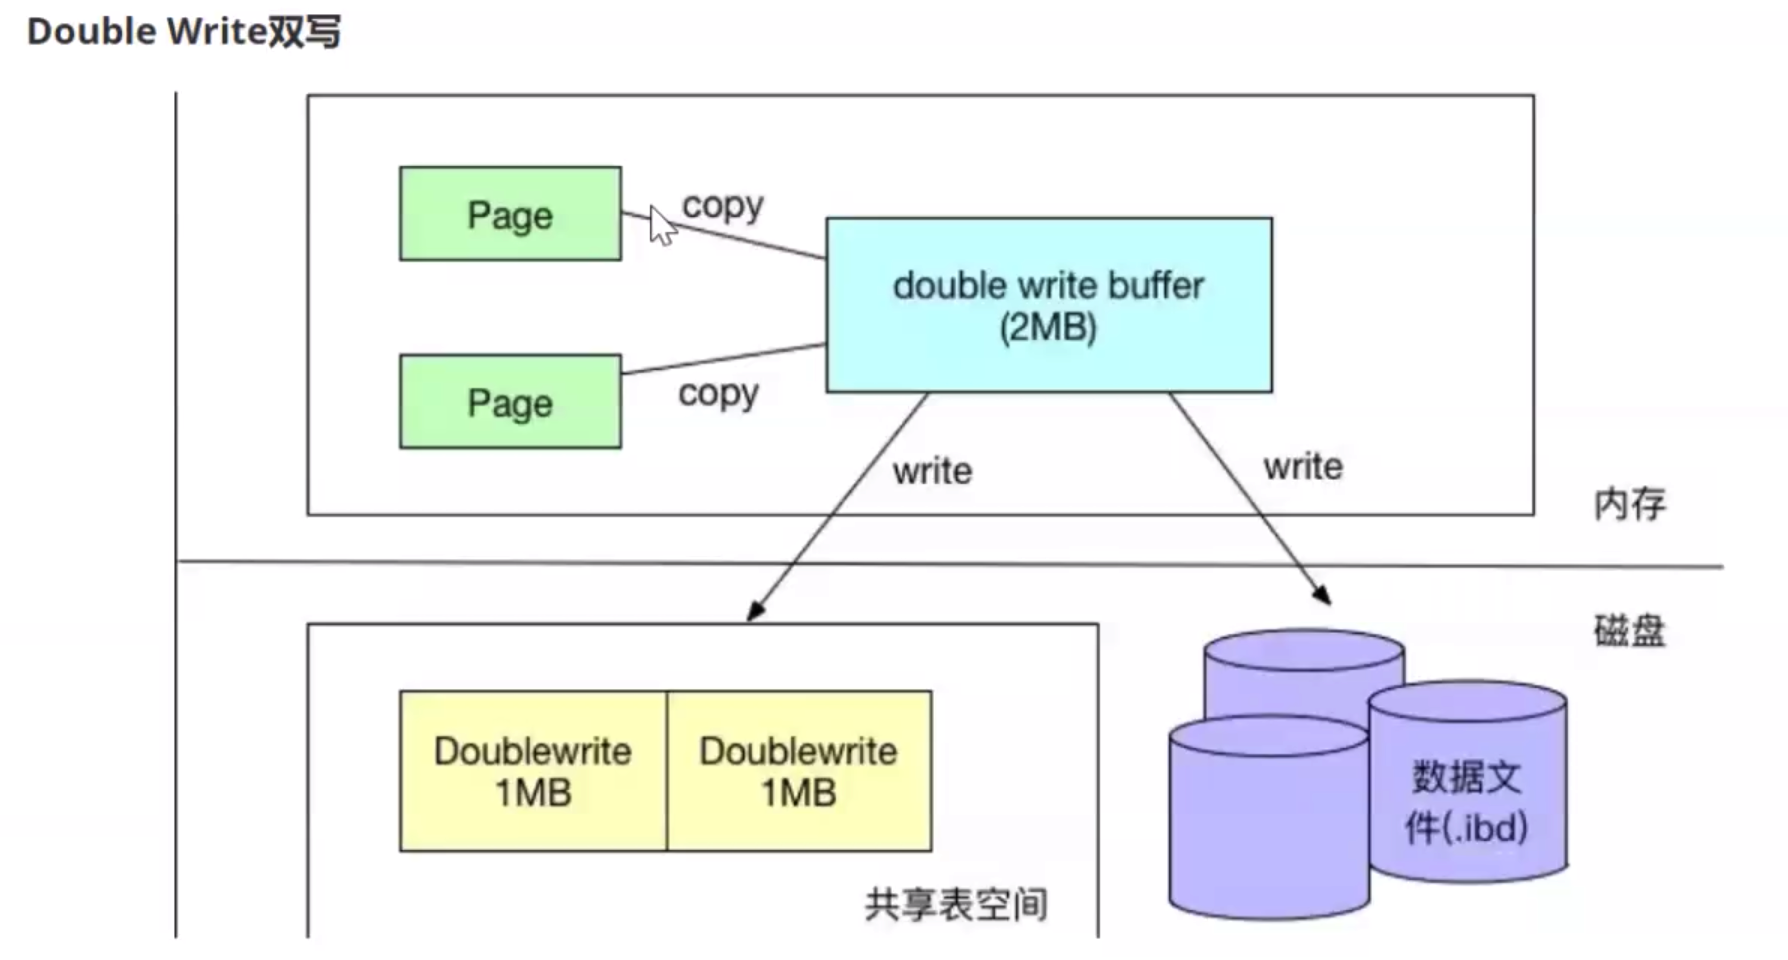 Double Write双写
Page
copy
double write buffer
(2MB)
Page
copy
write
write
内存
磁盘
Doublewrite
1MB
Doublewrite
1MB
数据文
件(.ibd)
共享表空间